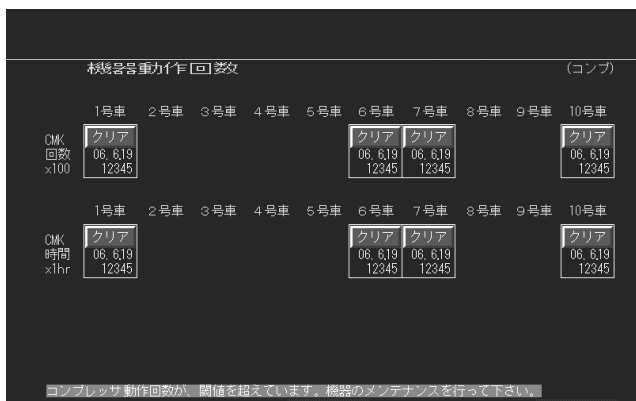 機器動作回数 (コンプ)
1号車 2号車 3号車 4号車 5号車 6号車 7号車 8号車 9号車 10号車
CMK クリア クリア クリア クリア
回数 06. 6.19 06. 6.19 06. 6.19 06. 6.19
x100 12345 12345 12345 12345
1号車 2号車 3号車 4号車 5号車 6号車 7号車 8号車 9号車 10号車
CMK クリア クリア クリア クリア
時間 06. 6.19 06. 6.19 06. 6.19 06. 6.19
x1hr 12345 12345 12345 12345
コンプレッサ動作回数が、閾値を超えています。機器のメンテナンスを行って下さい。